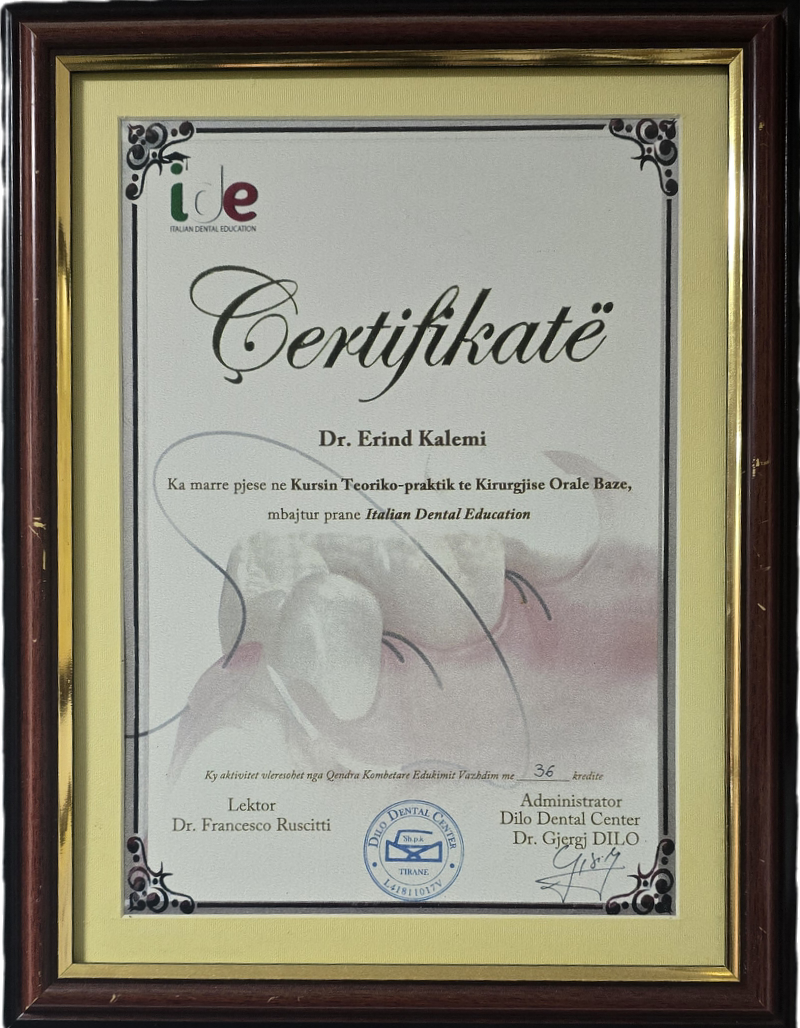 ide
ITALIAN DENTAL EDUCATION
Çertifikatë
Dr. Erind Kalemi
Ka marre pjese ne Kursin Teoriko-praktik te Kirurgjise Orale Baze,
mbajtur prane Italian Dental Education
Ky aktivitet vleresohet nga Qendra Kombetare Edukimit Vazhdim me 36 kredite
Lektor
Dr. Francesco Ruscitti
DILO DENTAL CENTER
Sh.p.k
TIRANE
L41811017V
Administrator
Dilo Dental Center
Dr. Gjergj DILO